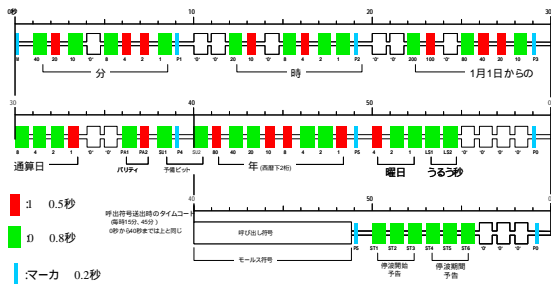 0秒 10 20 30
M 40 20 10 '0' 8 4 2 1 P1 '0' '0' 20 10 '0' 8 4 2 1 P2 '0' '0' 200 100 '0' 80 40 20 10 P3
分 時 1月1日からの
30 40 50 0
8 4 2 1 '0' '0' PA1 PA2 SU1 P4 SU2 80 40 20 10 8 4 2 1 P5 4 2 1 LS1 LS2 '0' '0' '0' '0' P0
通算日 パリティ 予備ビット 年 (西暦下2桁) 曜日 うるう秒
:1 0.5秒
:0 0.8秒
:マーカ 0.2秒
呼出符号送出時のタイムコード
(毎時15分、45分)
0秒から40秒までは上と同じ
40 50 0
呼び出し符号
P5 ST1 ST2 ST3 ST4 ST5 ST6 '0' '0' '0' P0
モールス符号
停波開始
予告
停波期間
予告